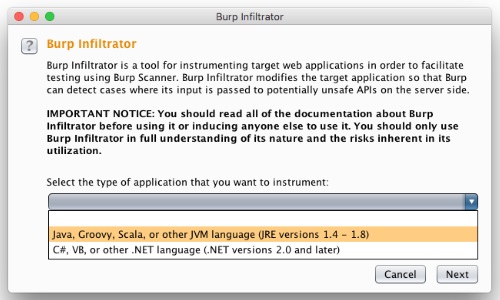 Burp Infiltrator
? Burp Infiltrator
Burp Infiltrator is a tool for instrumenting target web applications in order to facilitate
testing using Burp Scanner. Burp Infiltrator modifies the target application so that Burp
can detect cases where its input is passed to potentially unsafe APIs on the server side.
IMPORTANT NOTICE: You should read all of the documentation about Burp
Infiltrator before using it or inducing anyone else to use it. You should only use
Burp Infiltrator in full understanding of its nature and the risks inherent in its
utilization.
Select the type of application that you want to instrument:
Java, Groovy, Scala, or other JVM language (JRE versions 1.4 - 1.8)
C#, VB, or other .NET language (.NET versions 2.0 and later)
Cancel Next